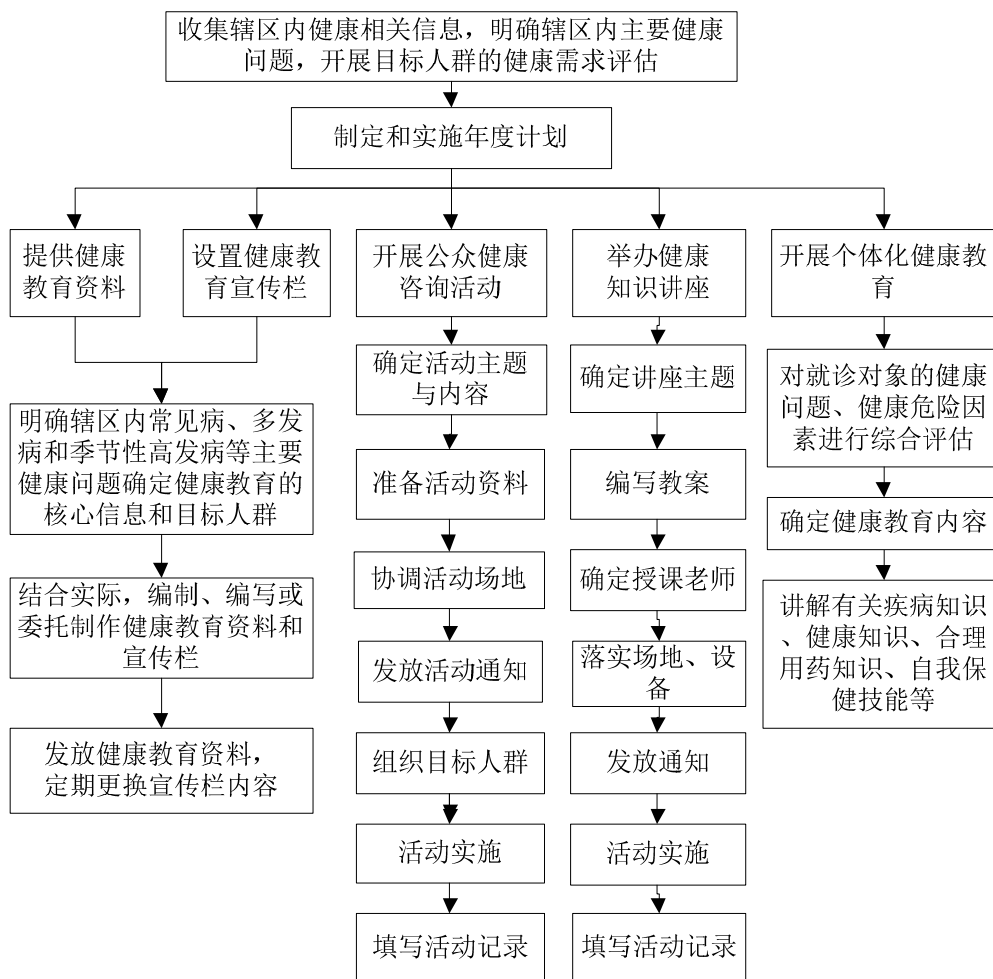 收集辖区内健康相关信息，明确辖区内主要健康
问题，开展目标人群的健康需求评估
制定和实施年度计划
提供健康
教育资料
设置健康教
育宣传栏
明确辖区内常见病、多发
病和季节性高发病等主要
健康问题确定健康教育的
核心信息和目标人群
结合实际，编制、编写或
委托制作健康教育资料和
宣传栏
发放健康教育资料，
定期更换宣传栏内容
开展公众健康
咨询活动
确定活动主题
与内容
准备活动资料
协调活动场地
发放活动通知
组织目标人群
活动实施
填写活动记录
举办健康
知识讲座
确定讲座主题
编写教案
确定授课老师
落实场地、设
备
发放通知
活动实施
填写活动记录
开展个体化健康教
育
对就诊对象的健康
问题、健康危险因
素进行综合评估
确定健康教育内容
讲解有关疾病知识
、健康知识、合理
用药知识、自我保
健技能等